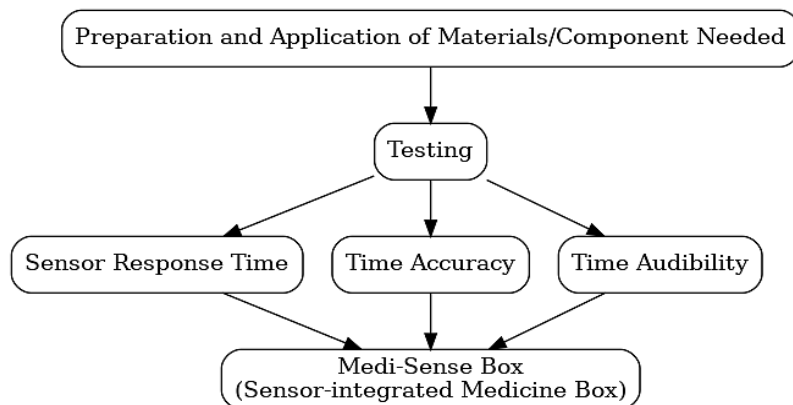 Preparation and Application of Materials/Component Needed
Testing
Sensor Response Time
Time Accuracy
Time Audibility
Medi-Sense Box
(Sensor-integrated Medicine Box)